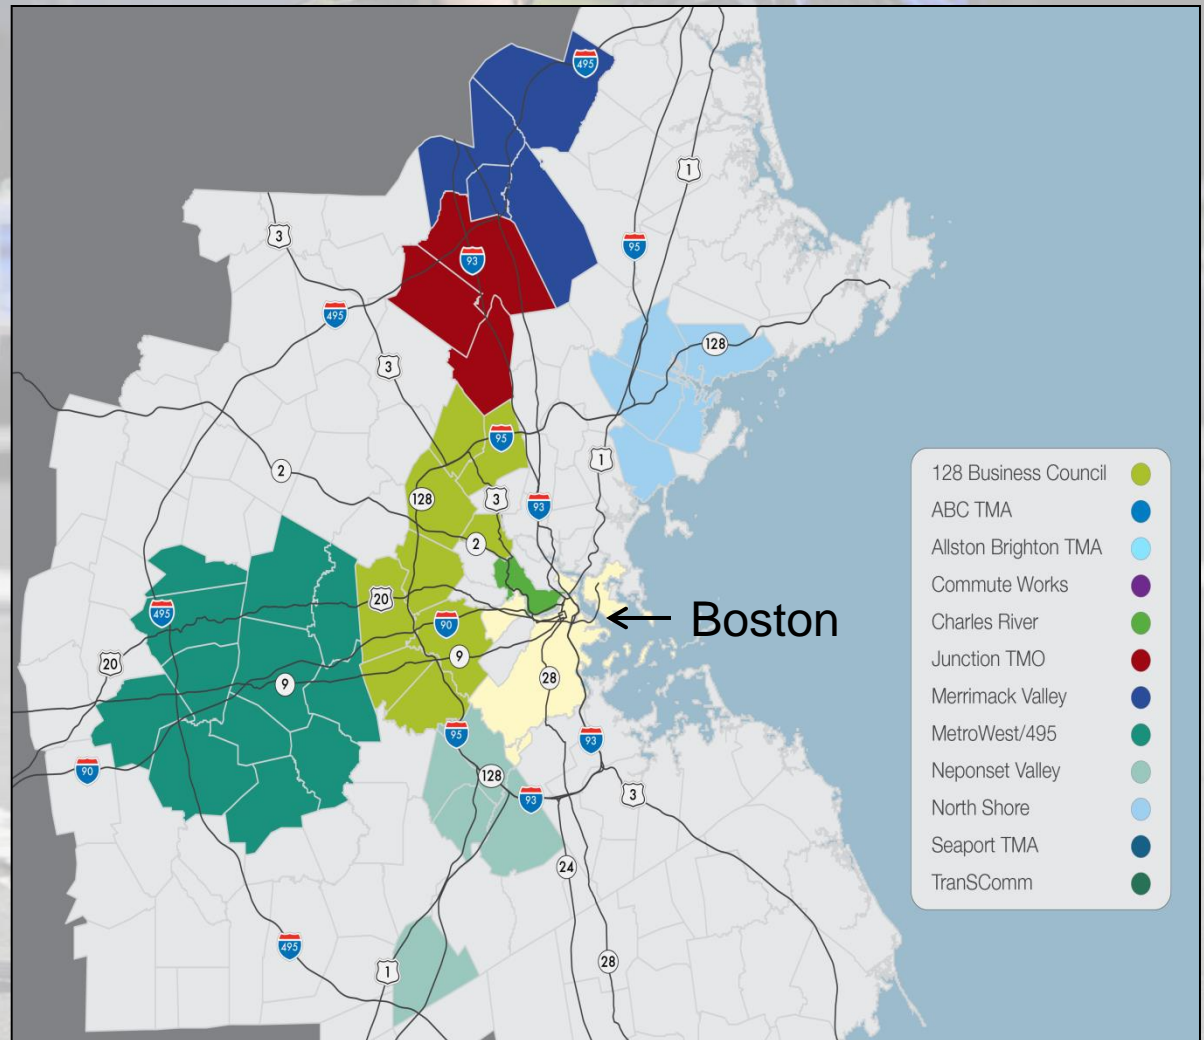 495
1
3
95
93
495
128
3
95
1
2
128
3
93
2
495
20
90
Boston
9
20
28
9
95
93
90
128
93
3
24
495
28
1
128 Business Council
ABC TMA
Allston Brighton TMA
Commute Works
Charles River
Junction TMO
Merrimack Valley
MetroWest/495
Neponset Valley
North Shore
Seaport TMA
TranSComm